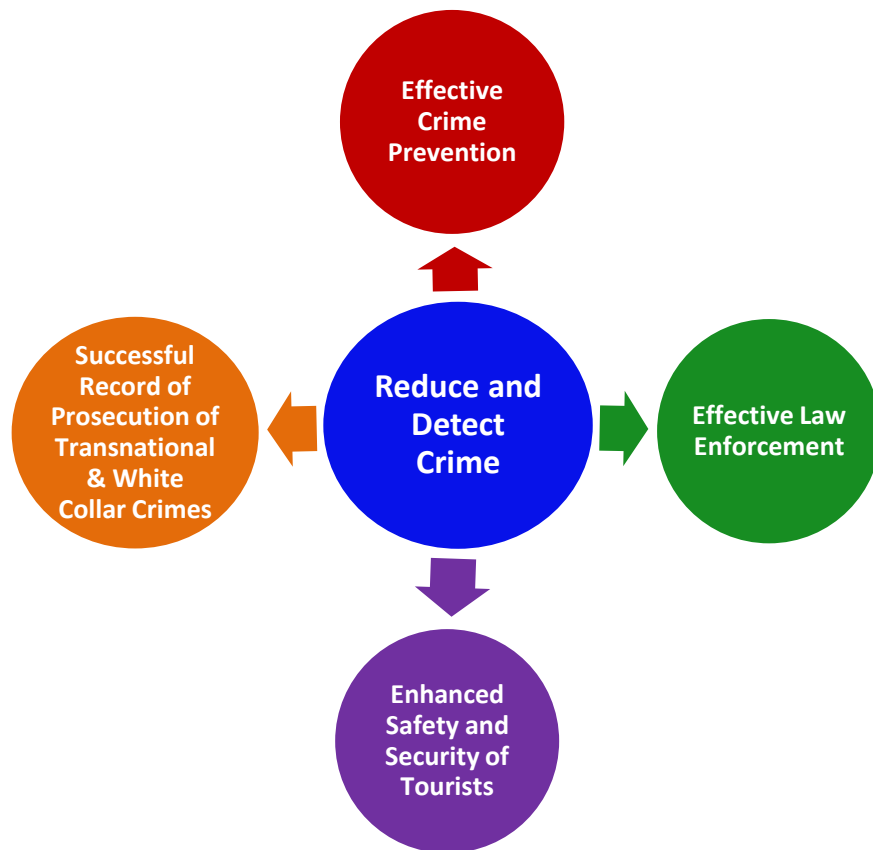 Effective
Crime
Prevention
Successful
Record of
Prosecution of
Transnational
& White
Collar Crimes
Reduce and
Detect
Crime
Effective Law
Enforcement
Enhanced
Safety and
Security of
Tourists